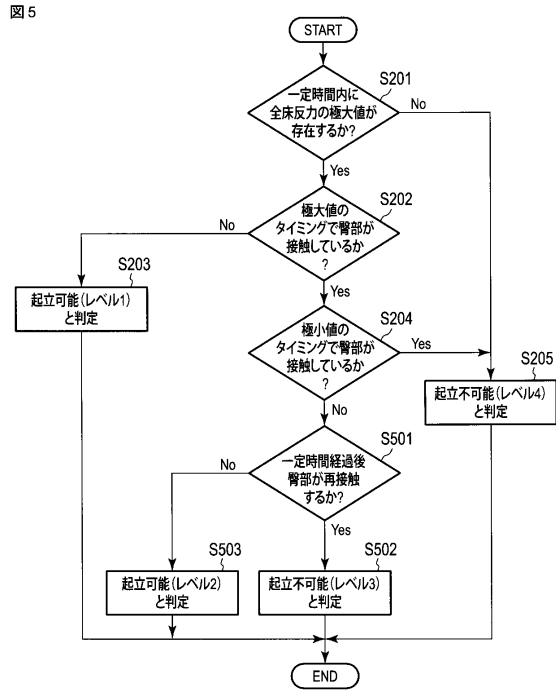 図5
START
S201
一定時間内に
全床反力の極大値が
存在するか?
No
Yes
S202
極大値の
タイミングで臀部が
接触しているか
?
No
Yes
S203
起立可能(レベル1)
と判定
S204
極小値の
タイミングで臀部が
接触しているか
?
Yes
No
S205
起立不可能(レベル4)
と判定
S501
一定時間経過後
臀部が再接触
するか?
No
Yes
S503
起立可能(レベル2)
と判定
S502
起立不可能(レベル3)
と判定
END